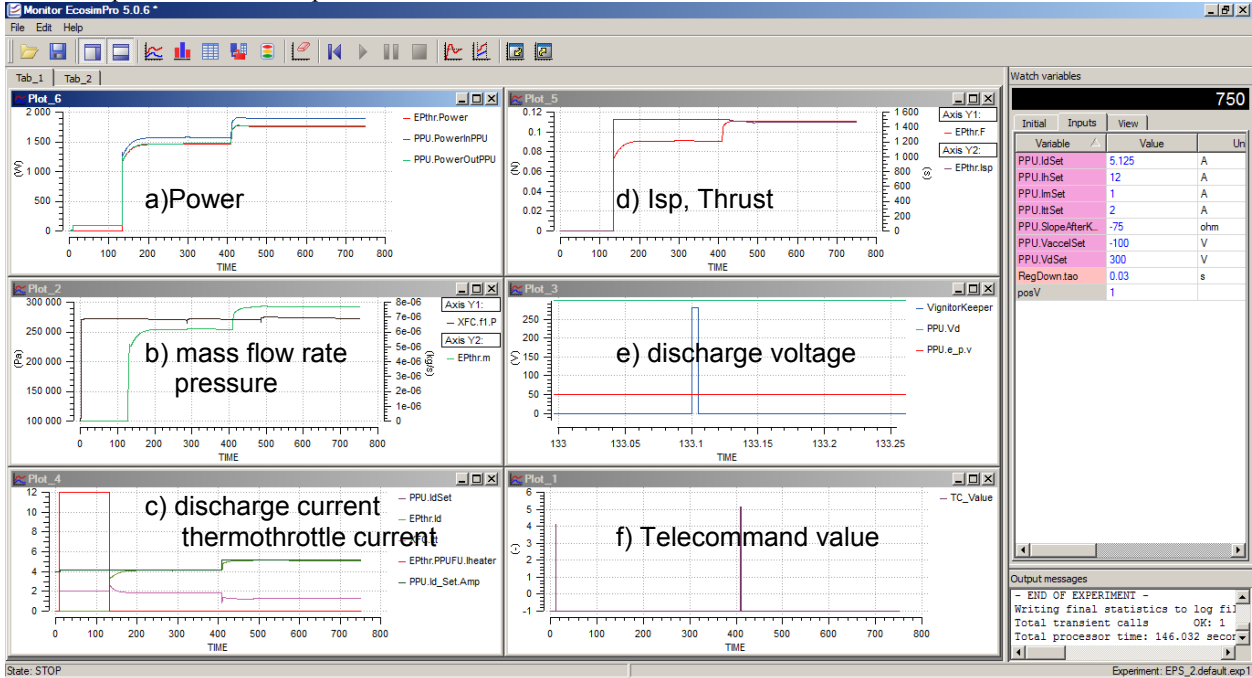 Monitor EcosimPro 5.0.6 *
File Edit Help
Tab_1 Tab_2
Plot_6
2 000
1 500
1 000
500
0
(W)
0 100 200 300 400 500 600 700 800
TIME
EPthr.Power
PPU.PowerInPPU
PPU.PowerOutPPU
a)Power
Plot_5
0.12
0.1
0.08
0.06
0.04
0.02
0
(N)
1 600
1 400
1 200
1 000
800
600
400
200
0
(s)
0 100 200 300 400 500 600 700 800
TIME
Axis Y1:
EPthr.F
Axis Y2:
EPthr.Isp
d) Isp, Thrust
Plot_2
300 000
250 000
200 000
150 000
100 000
(Pa)
8e-06
7e-06
6e-06
5e-06
4e-06
3e-06
2e-06
1e-06
0
(kg/s)
0 100 200 300 400 500 600 700 800
TIME
Axis Y1:
XFC.f1.P
Axis Y2:
EPthr.m
b) mass flow rate
pressure
Plot_3
250
200
150
100
50
0
(V)
133 133.05 133.1 133.15 133.2 133.25
TIME
VignitorKeeper
PPU.Vd
PPU.e_p.v
e) discharge voltage
Plot_4
12
10
8
6
4
2
0
0 100 200 300 400 500 600 700 800
TIME
PPU.IdSet
EPthr.Id
EPthr.PPUFU.Iheater
PPU.Id_Set.Amp
c) discharge current
thermothrottle current
Plot_1
6
5
4
3
2
1
0
-1
(-)
0 100 200 300 400 500 600 700 800
TIME
TC_Value
f) Telecommand value
Watch variables
750
Initial Inputs View
Variable Value Un
PPU.IdSet 5.125 A
PPU.IhSet 12 A
PPU.ImSet 1 A
PPU.IttSet 2 A
PPU.SlopeAfterK... -75 ohm
PPU.VaccelSet -100 V
PPU.VdSet 300 V
RegDown.tao 0.03 s
posV 1
Output messages
- END OF EXPERIMENT -
Writing final statistics to log fil
Total transient calls OK: 1
Total processor time: 146.032 secon
State: STOP
Experiment: EPS_2.default.exp1